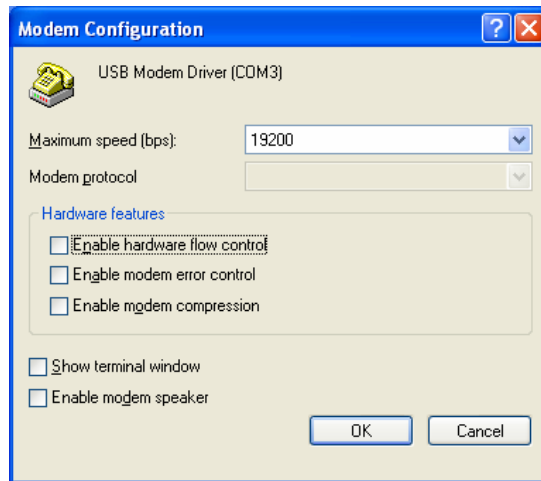 Modem Configuration
USB Modem Driver (COM3)
Maximum speed (bps): 19200
Modem protocol
Hardware features
Enable hardware flow control
Enable modem error control
Enable modem compression
Show terminal window
Enable modem speaker
OK Cancel